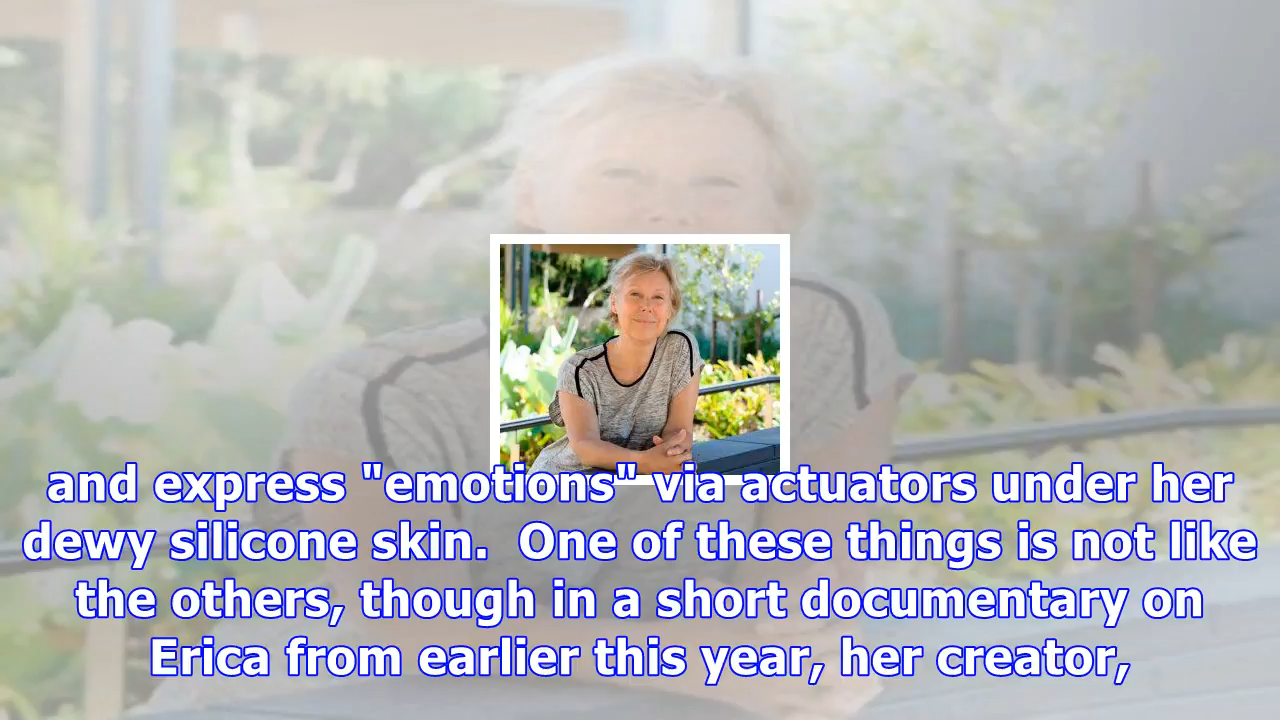 and express "emotions" via actuators under her
dewy silicone skin.  One of these things is not like
the others, though in a short documentary on
Erica from earlier this year, her creator,